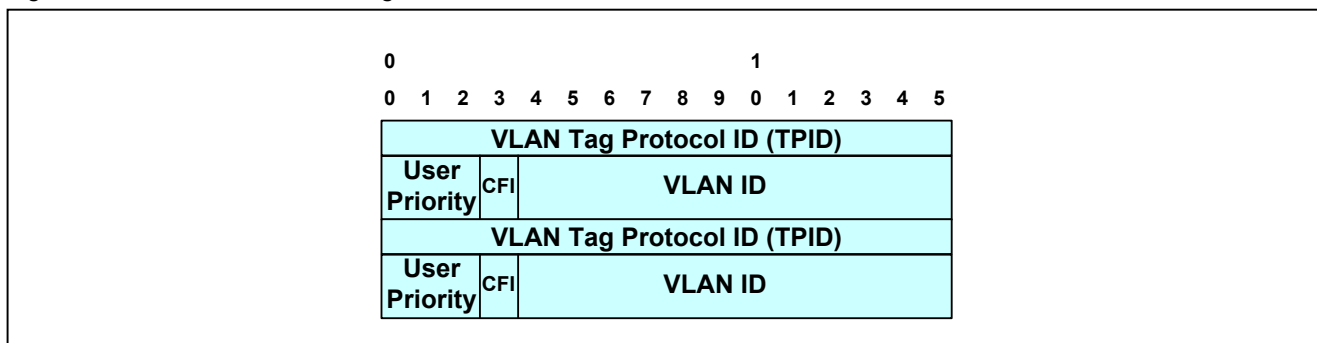 0 1
0 1 2 3 4 5 6 7 8 9 0 1 2 3 4 5
VLAN Tag Protocol ID (TPID)
User
Priority
CFI
VLAN ID
VLAN Tag Protocol ID (TPID)
User
Priority
CFI
VLAN ID